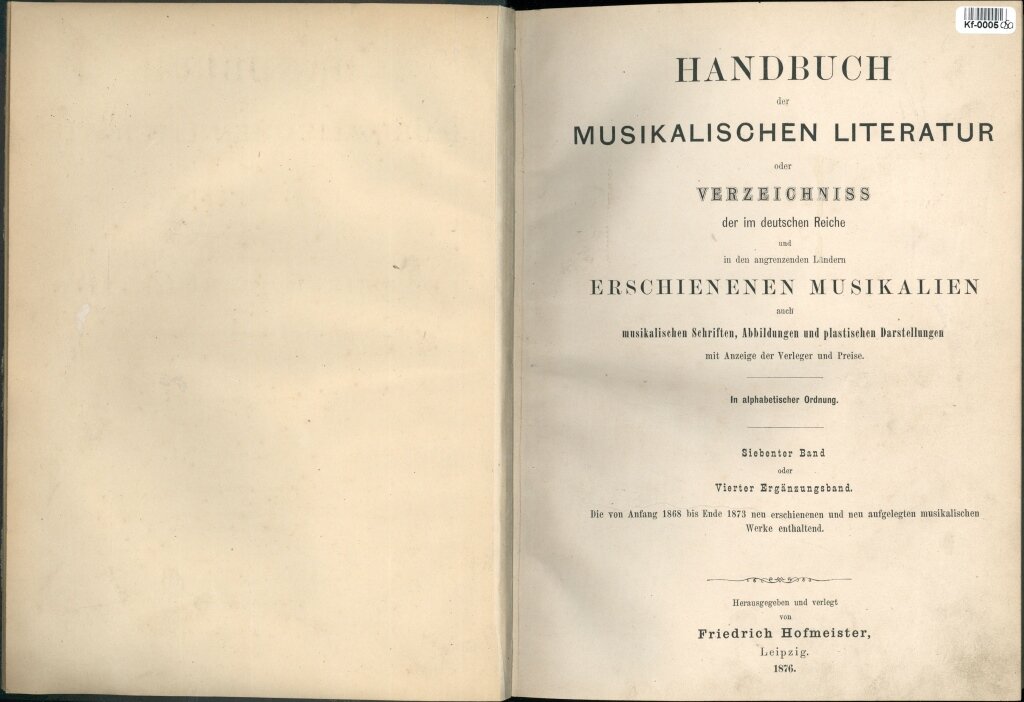 Kf-0005
HANDBUCH
der
MUSIKALISCHEN LITERATUR
oder
VERZEICHNISS
der im deutschen Reiche
und
in den angrenzenden Ländern
ERSCHIENENEN MUSIKALIEN
auch
musikalischen Schriften, Abbildungen und plastischen Darstellungen
mit Anzeige der Verleger und Preise.
In alphabetischer Ordnung.
Siebenter Band
oder
Vierter Ergänzungsband.
Die von Anfang 1868 bis Ende 1873 neu erschienenen und neu aufgelegten musikalischen
Werke enthaltend.
Herausgegeben und verlegt
von
Friedrich Hofmeister,
Leipzig.
1876.